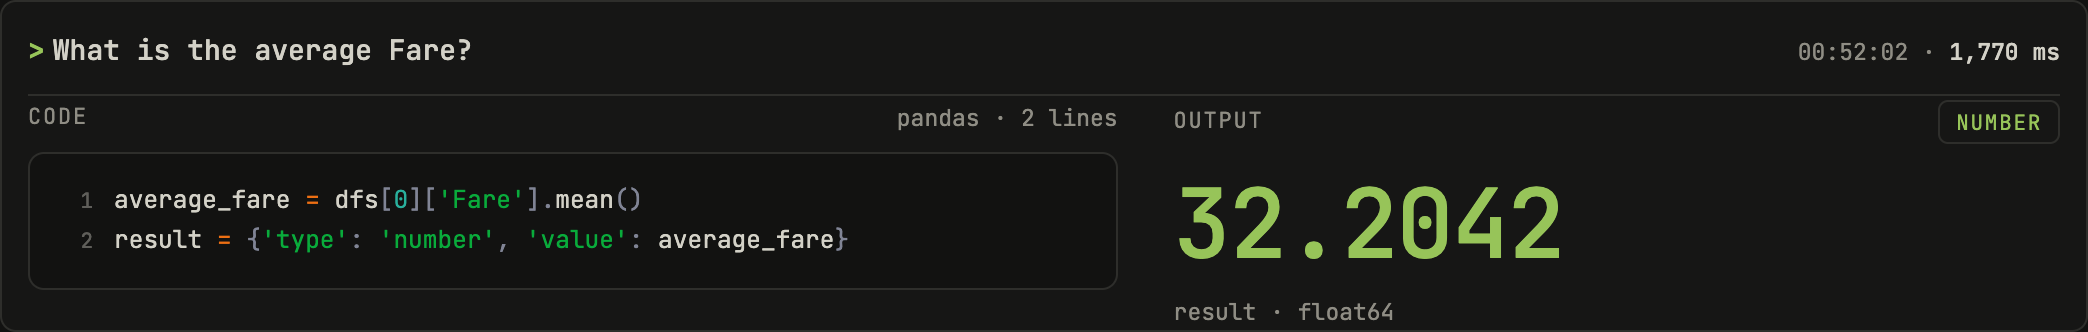 > What is the average Fare?
00:52:02 · 1,770 ms
CODE
pandas · 2 lines
1 average_fare = dfs[0]['Fare'].mean()
2 result = {'type': 'number', 'value': average_fare}
OUTPUT
NUMBER
32.2042
result · float64